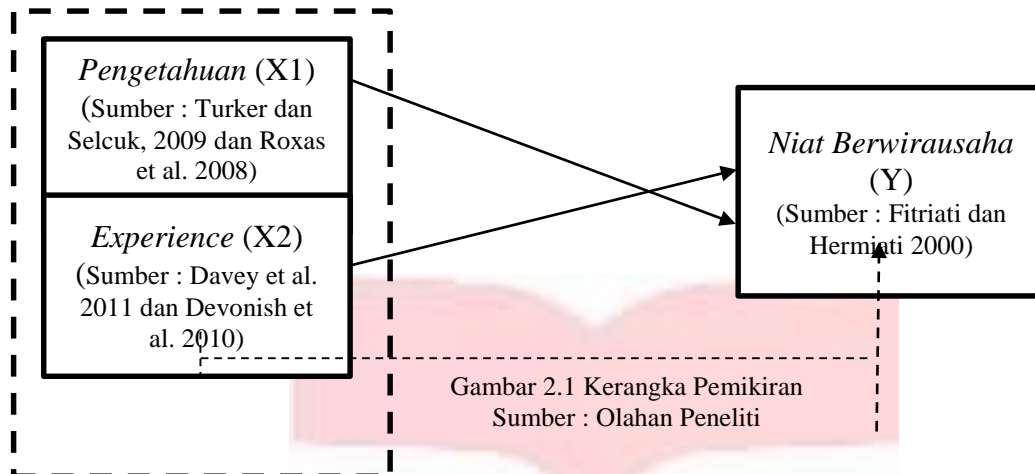 Pengetahuan (X1)
(Sumber : Turker dan
Selcuk, 2009 dan Roxas
et al. 2008)
Experience (X2)
(Sumber : Davey et al.
2011 dan Devonish et
al. 2010)
Niat Berwirausaha
(Y)
(Sumber : Fitriati dan
Hermiati 2000)
Gambar 2.1 Kerangka Pemikiran
Sumber : Olahan Peneliti